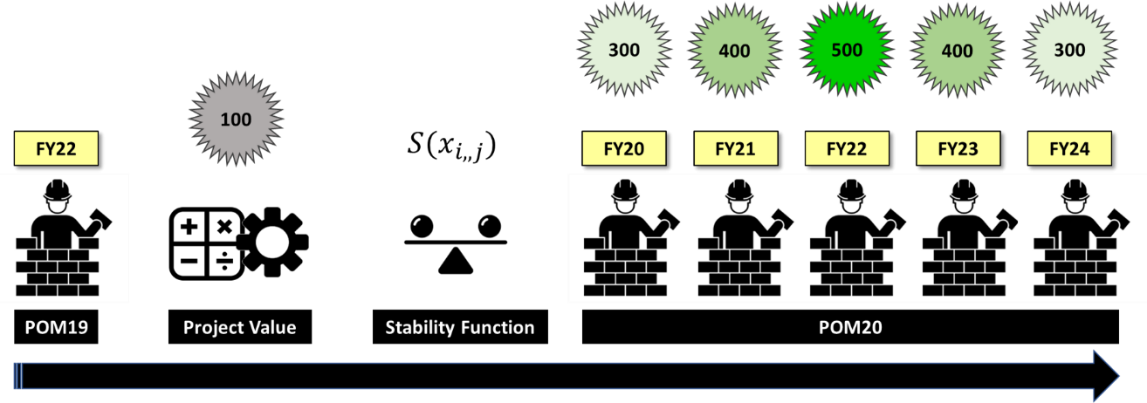 300 400 500 400 300
100
FY22
S(x_{i,,j})
FY20 FY21 FY22 FY23 FY24
+ ×
− ÷
POM19 Project Value Stability Function POM20